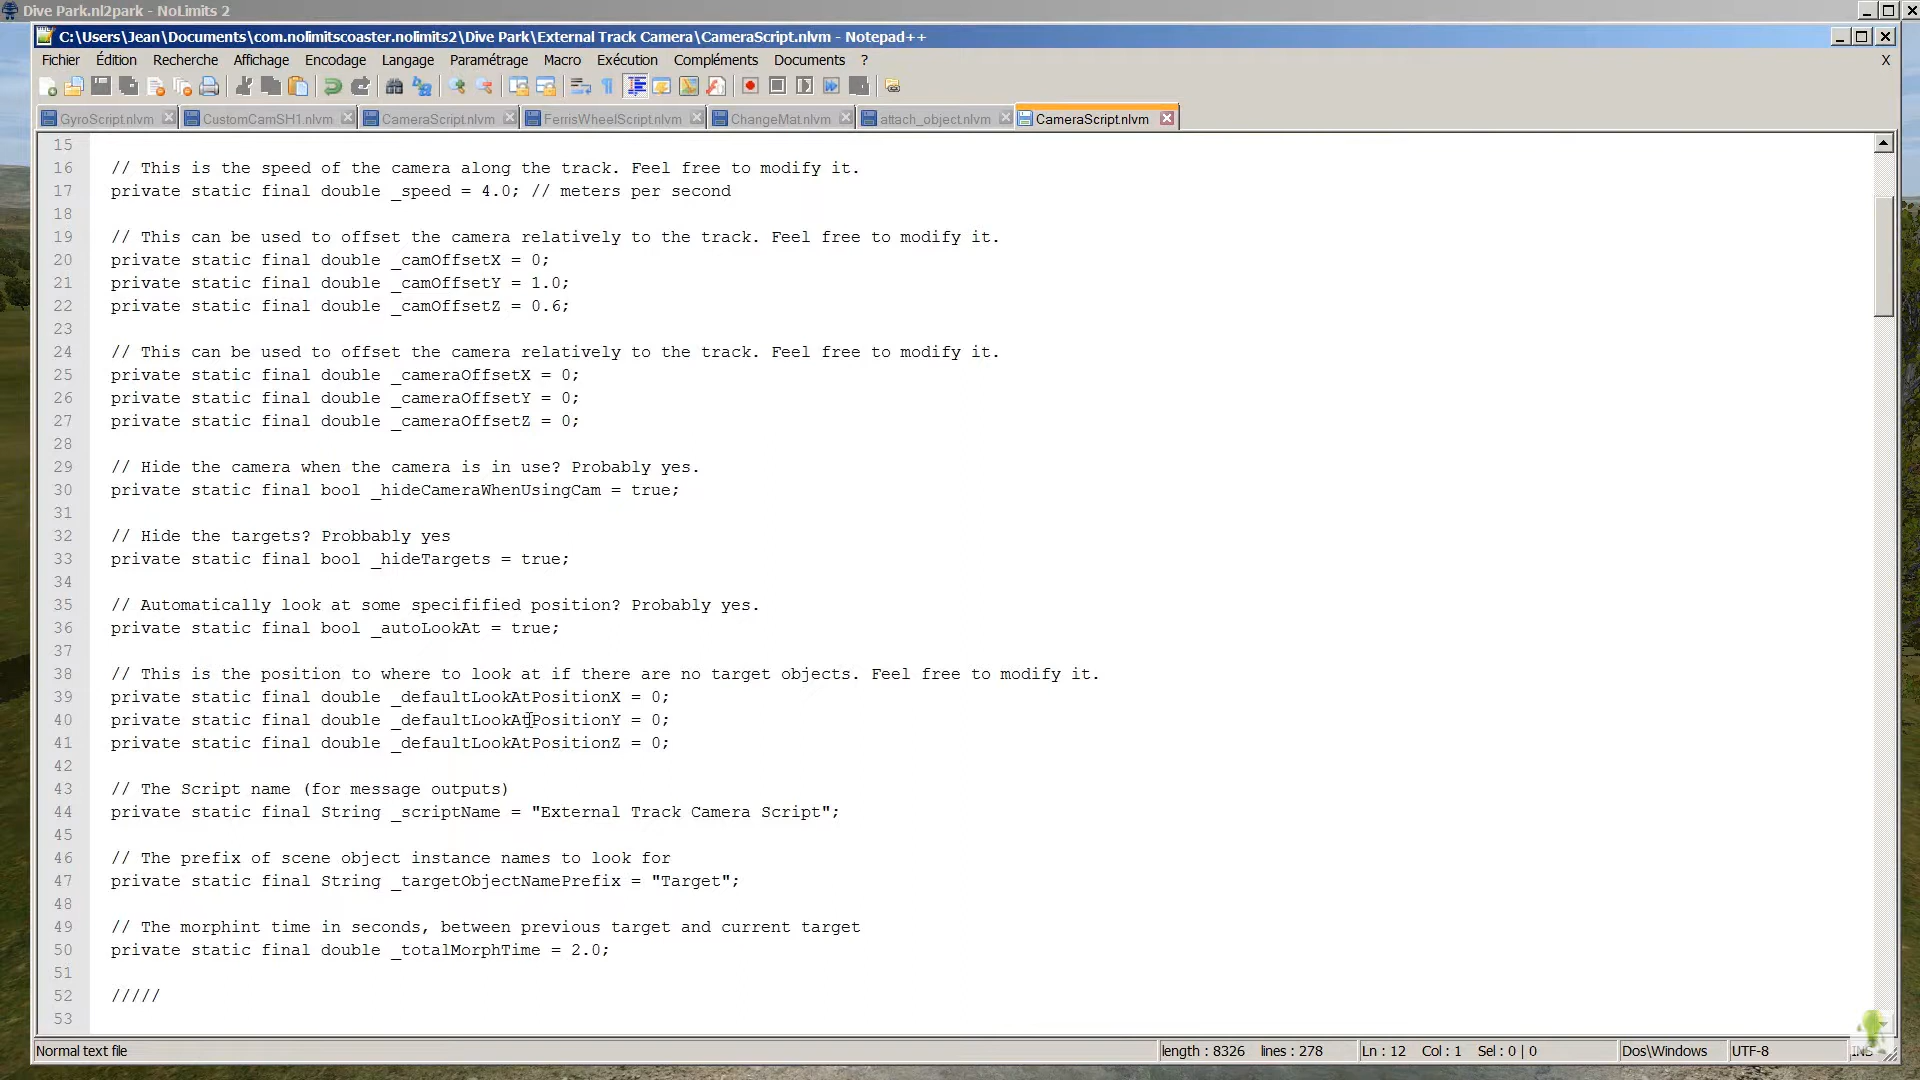 Dive Park.nl2park - NoLimits 2
C:\Users\Jean\Documents\com.nolimitscoaster.nolimits2\Dive Park\External Track Camera\CameraScript.nlvm - Notepad++
Fichier Édition Recherche Affichage Encodage Langage Paramétrage Macro Exécution Compléments Documents ? X
GyroScript.nlvm CustomCamSH1.nlvm CameraScript.nlvm FerrisWheelScript.nlvm ChangeMat.nlvm attach_object.nlvm CameraScript.nlvm
15
16 // This is the speed of the camera along the track. Feel free to modify it.
17 private static final double _speed = 4.0; // meters per second
18
19 // This can be used to offset the camera relatively to the track. Feel free to modify it.
20 private static final double _camOffsetX = 0;
21 private static final double _camOffsetY = 1.0;
22 private static final double _camOffsetZ = 0.6;
23
24 // This can be used to offset the camera relatively to the track. Feel free to modify it.
25 private static final double _cameraOffsetX = 0;
26 private static final double _cameraOffsetY = 0;
27 private static final double _cameraOffsetZ = 0;
28
29 // Hide the camera when the camera is in use? Probably yes.
30 private static final bool _hideCameraWhenUsingCam = true;
31
32 // Hide the targets? Probbably yes
33 private static final bool _hideTargets = true;
34
35 // Automatically look at some specifified position? Probably yes.
36 private static final bool _autoLookAt = true;
37
38 // This is the position to where to look at if there are no target objects. Feel free to modify it.
39 private static final double _defaultLookAtPositionX = 0;
40 private static final double _defaultLookAtPositionY = 0;
41 private static final double _defaultLookAtPositionZ = 0;
42
43 // The Script name (for message outputs)
44 private static final String _scriptName = "External Track Camera Script";
45
46 // The prefix of scene object instance names to look for
47 private static final String _targetObjectNamePrefix = "Target";
48
49 // The morphint time in seconds, between previous target and current target
50 private static final double _totalMorphTime = 2.0;
51
52 /////
53
Normal text file length : 8326 lines : 278 Ln : 12 Col : 1 Sel : 0 | 0 Dos\Windows UTF-8 INS